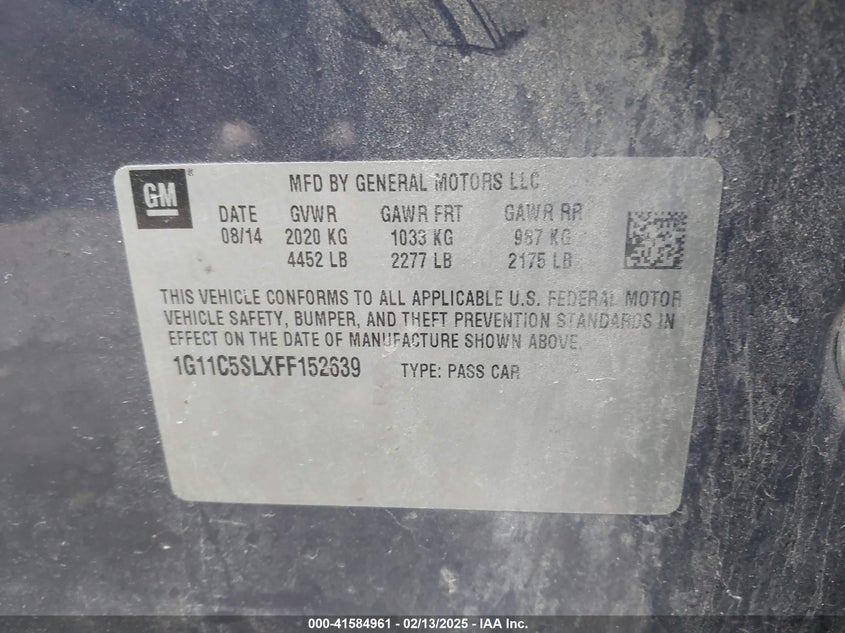 GM ®
MFD BY GENERAL MOTORS LLC
DATE GVWR GAWR FRT GAWR RR
08/14 2020 KG 1033 KG 987 KG
4452 LB 2277 LB 2175 LB
THIS VEHICLE CONFORMS TO ALL APPLICABLE U.S. FEDERAL MOTOR
VEHICLE SAFETY, BUMPER, AND THEFT PREVENTION STANDARDS IN
EFFECT ON THE DATE OF MANUFACTURE SHOWN ABOVE.
1G11C5SLXFF152639 TYPE: PASS CAR
000-41584961 - 02/13/2025 - IAA Inc.